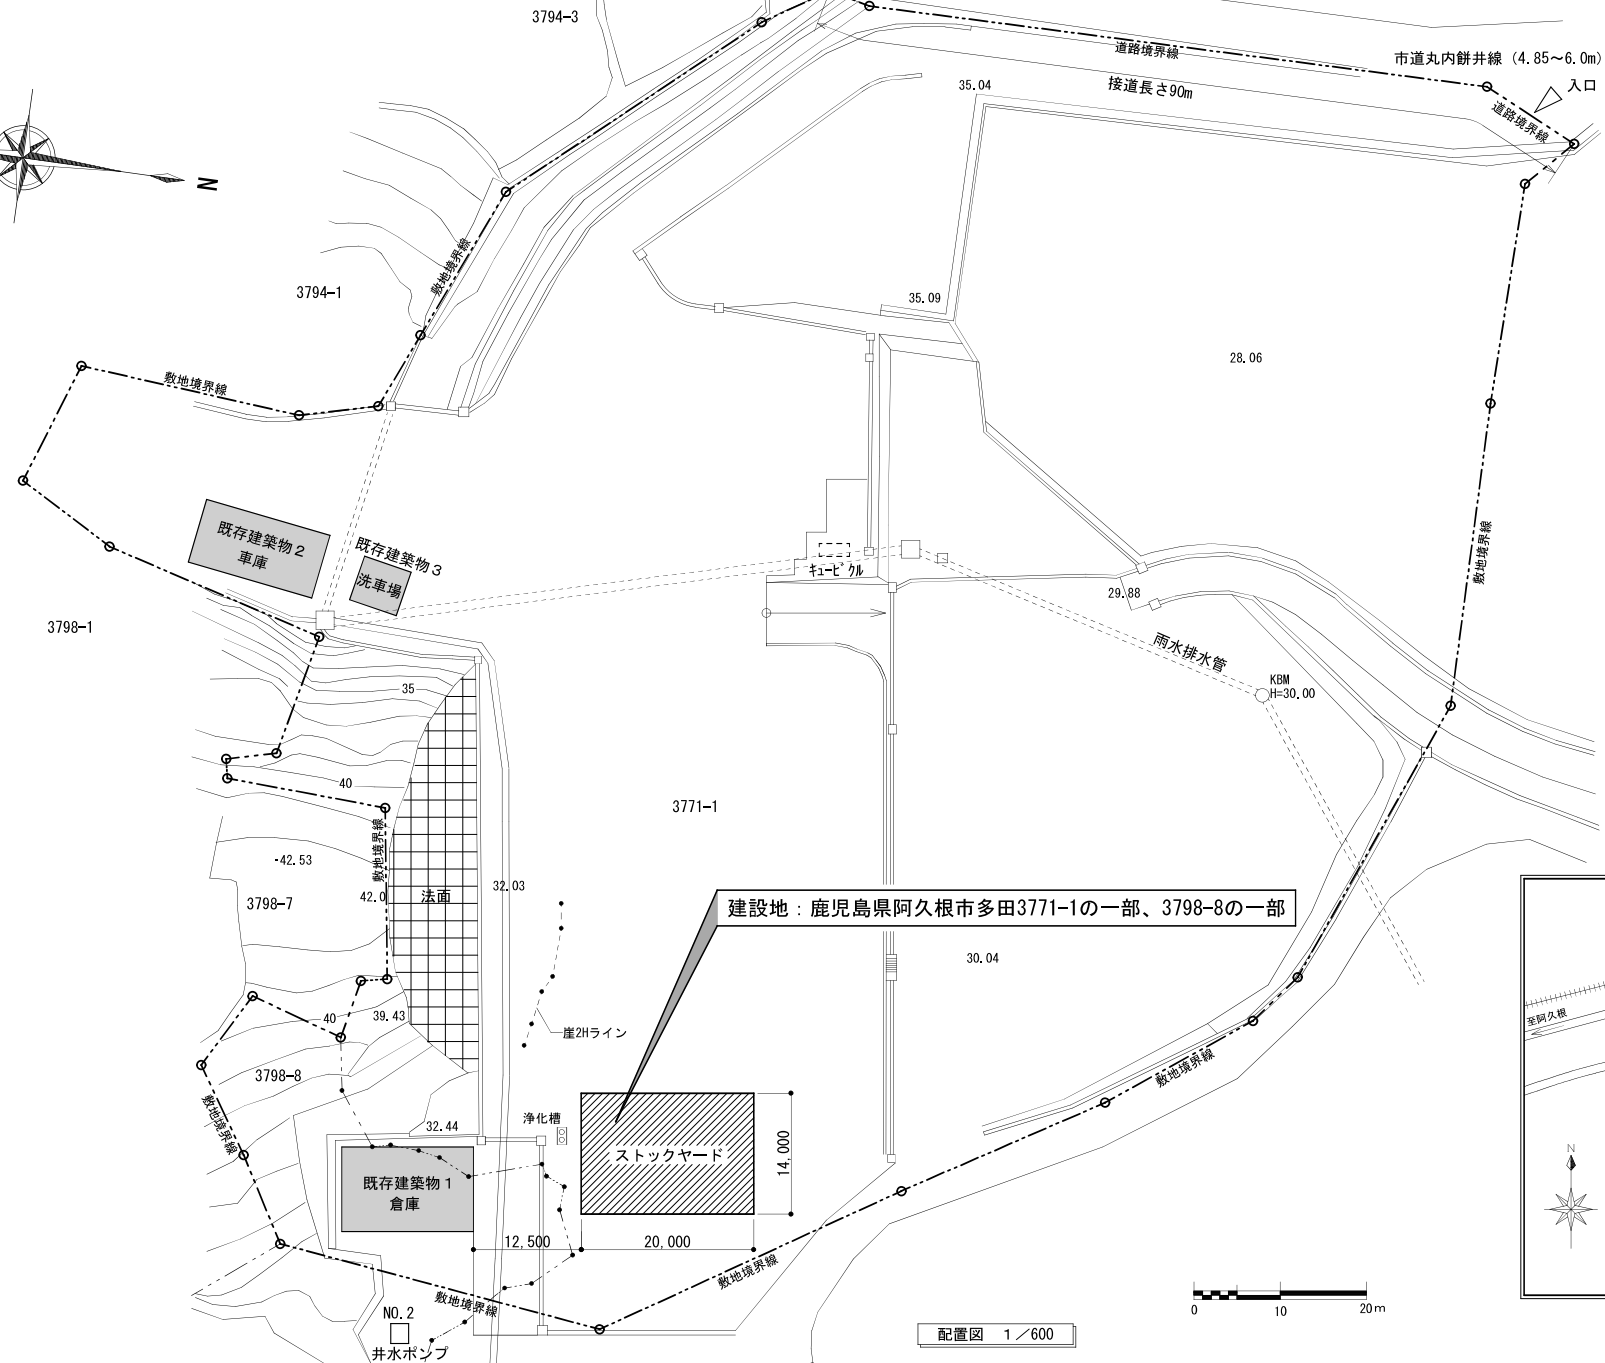 3794-3
道路境界線
市道丸内餅井線 (4.85～6.0m)
入口
接道長さ90m
道路境界線
35.04
N
敷地境界線
3794-1
35.09
28.06
敷地境界線
既存建築物２
車庫
既存建築物３
洗車場
キュービクル
敷地境界線
29.88
3798-1
雨水排水管
KBM
H=30.00
35
40
3771-1
敷地境界線
-42.53
42.0
法面
32.03
3798-7
建設地：鹿児島県阿久根市多田3771-1の一部、3798-8の一部
30.04
40
39.43
崖2Hライン
至阿久根
3798-8
敷地境界線
敷地境界線
32.44
浄化槽
ストックヤード
14,000
N
既存建築物１
倉庫
12,500
20,000
敷地境界線
敷地境界線
NO.2
井水ポンプ
0
10
20m
配置図　１／600